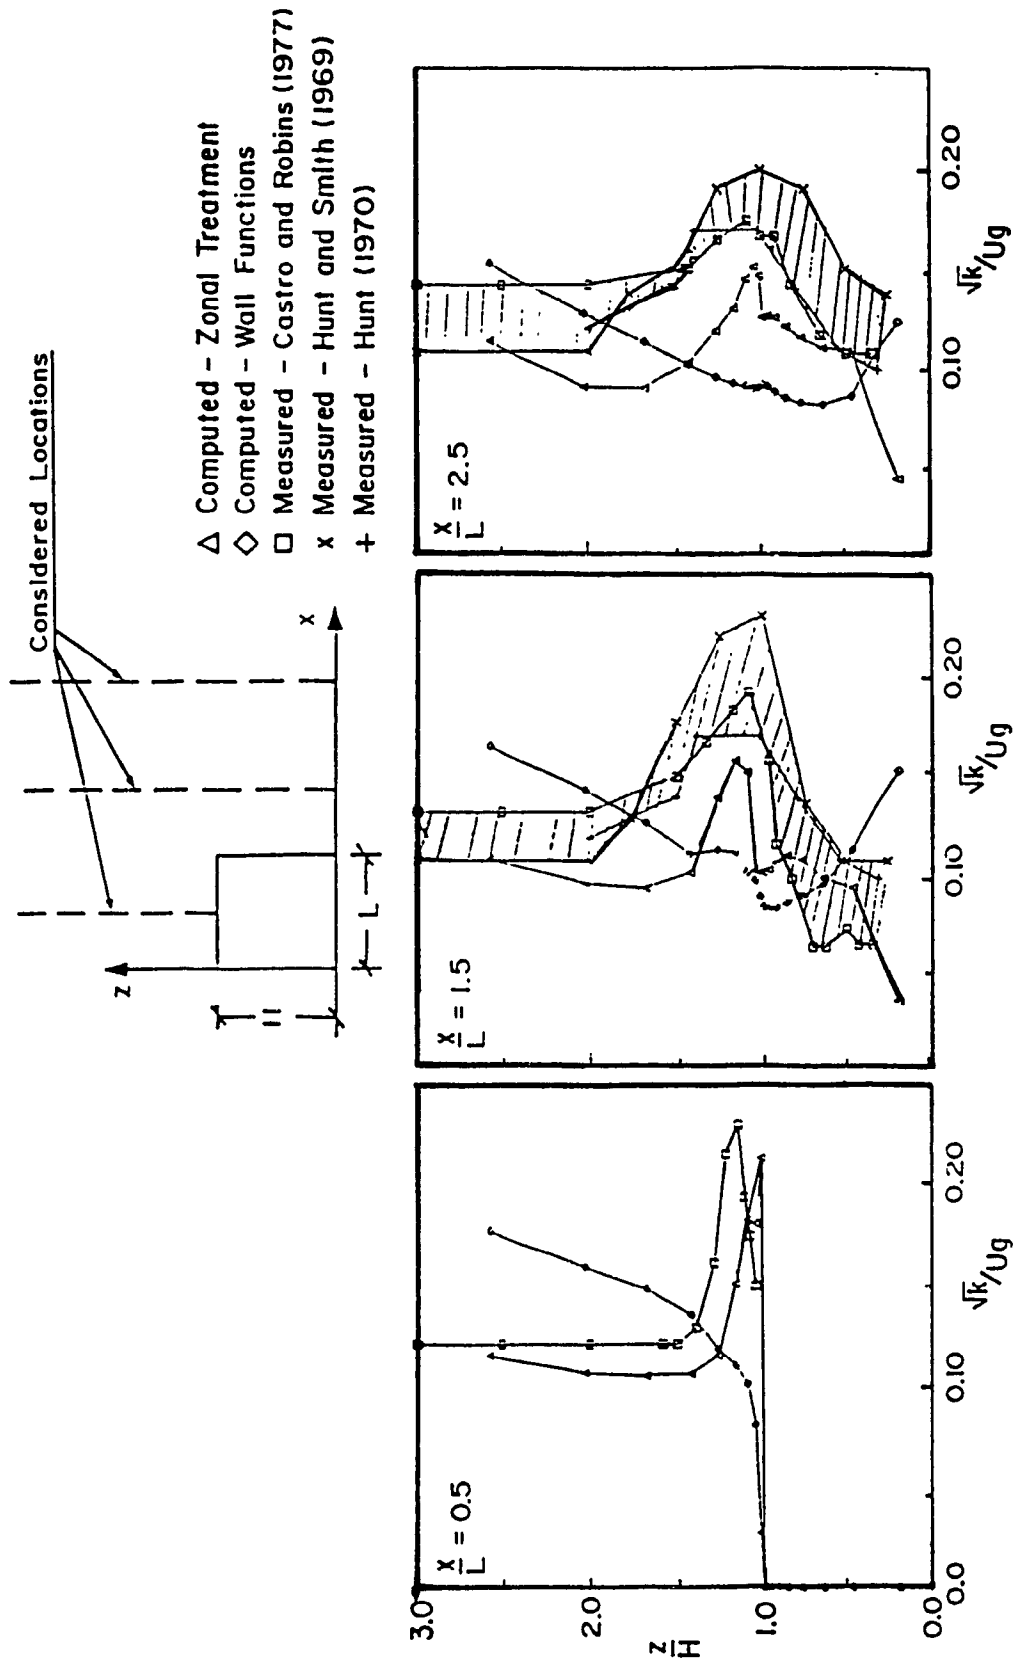 Considered Locations
z
H
L
x
△ Computed – Zonal Treatment
◇ Computed – Wall Functions
□ Measured – Castro and Robins (1977)
x Measured – Hunt and Smith (1969)
+ Measured – Hunt (1970)
z/H
3.0
2.0
1.0
0.0
x/L = 0.5
0.0
0.10
0.20
√k/Ug
x/L = 1.5
0.10
0.20
√k/Ug
x/L = 2.5
0.10
0.20
√k/Ug